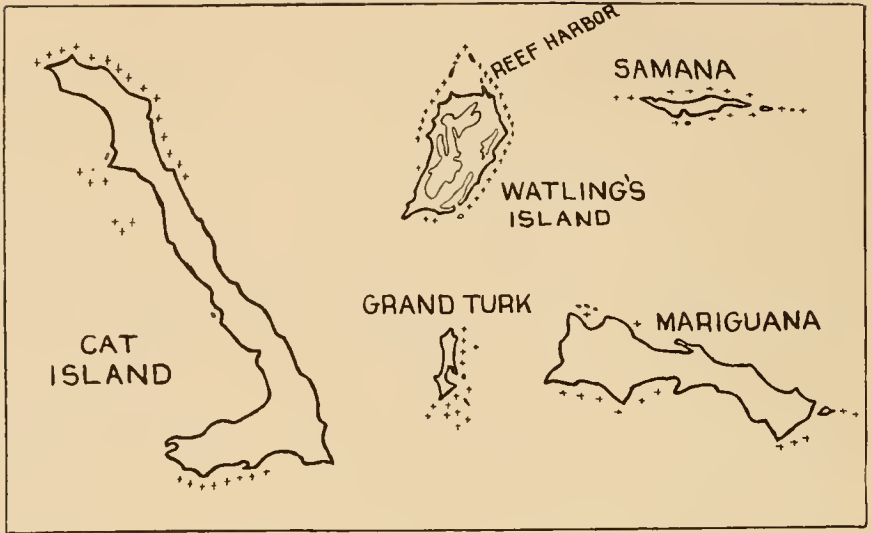 REEF HARBOR
SAMANA
WATLING'S
ISLAND
GRAND TURK
MARIGUANA
CAT
ISLAND